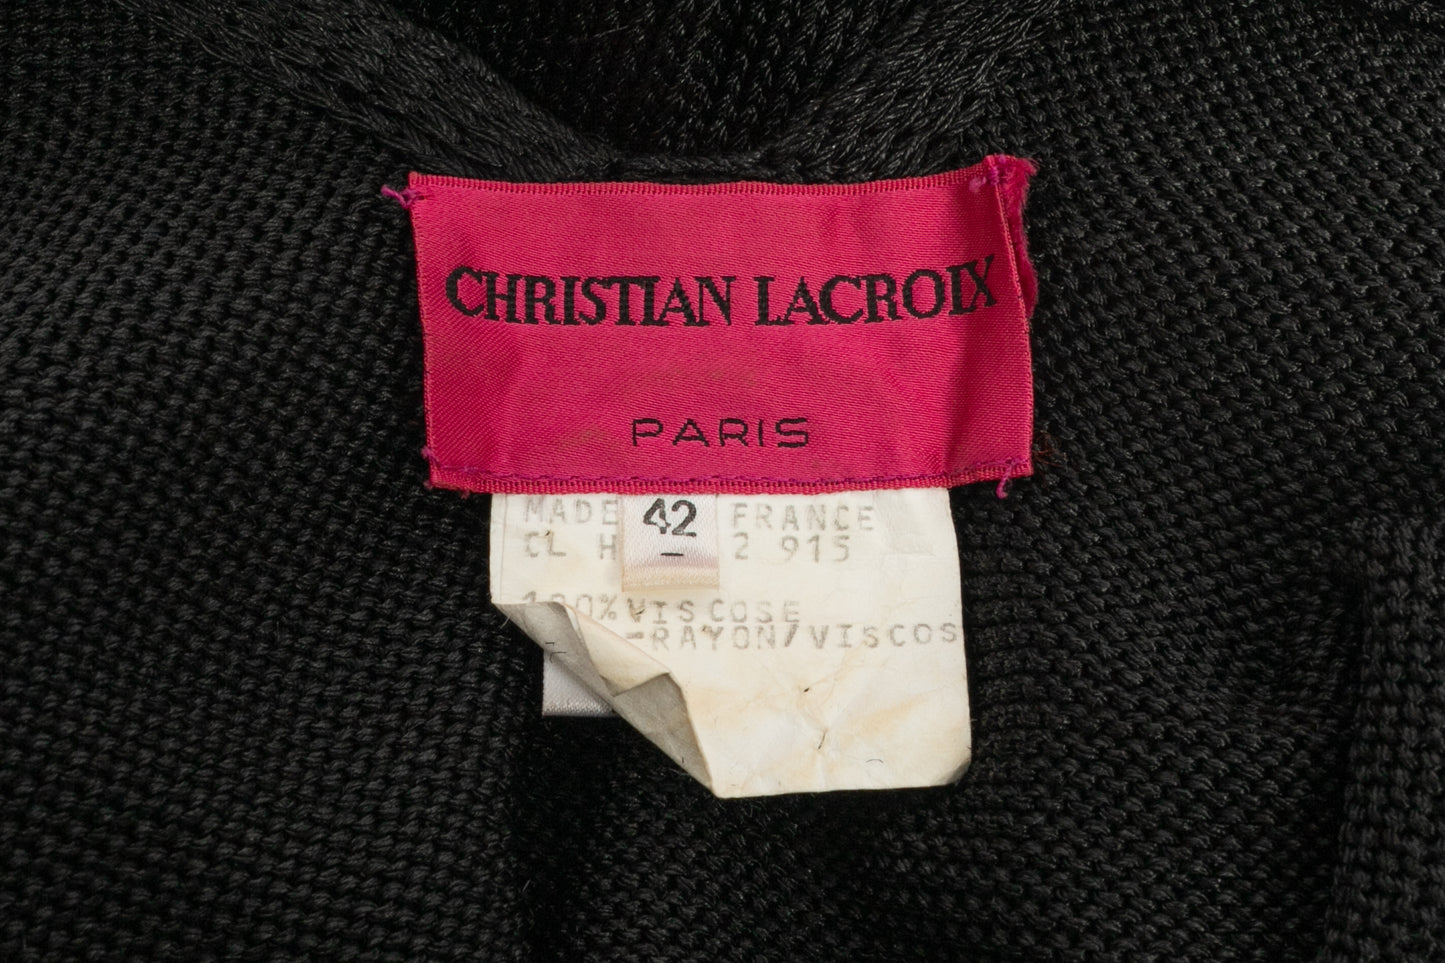 CHRISTIAN LACROIX
PARIS
42
MADE FRANCE
CL H - 2 915
100% VISCOSE
-RAYON/VISCOS